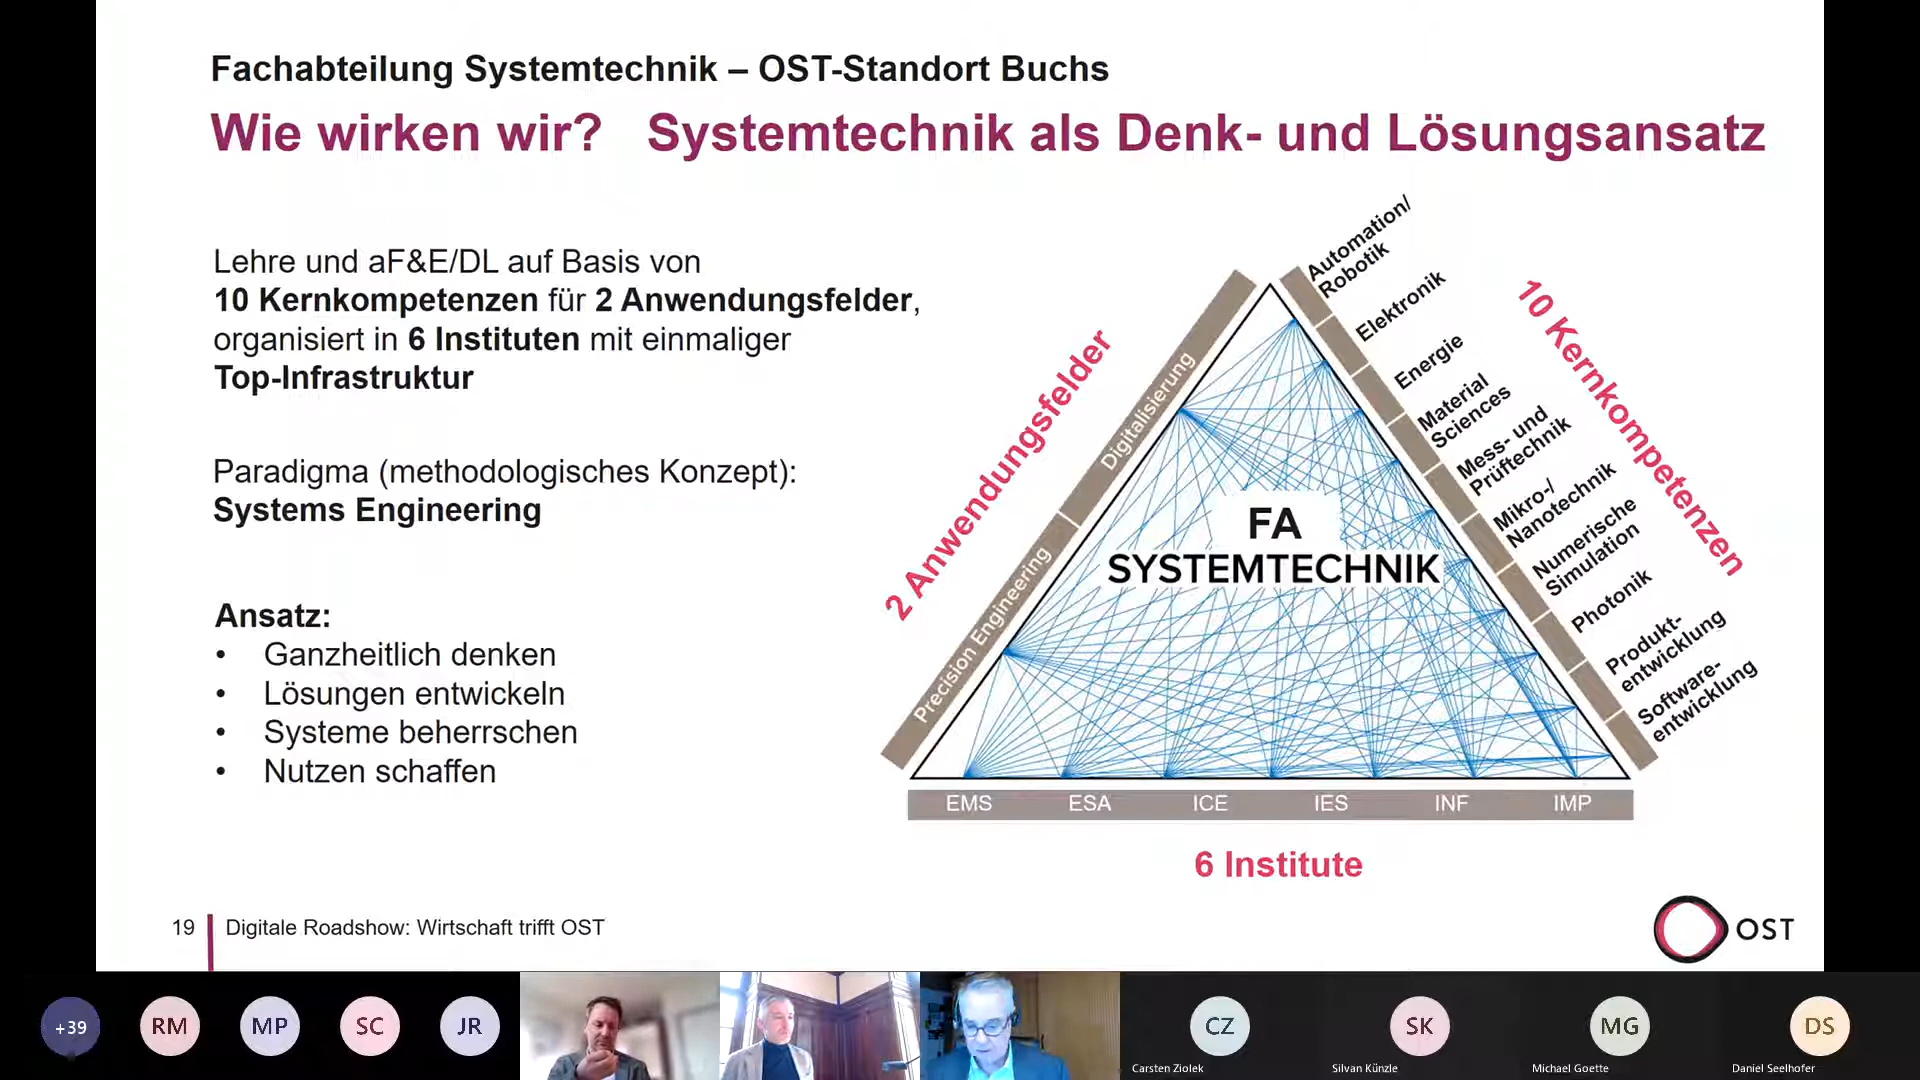 Fachabteilung Systemtechnik – OST-Standort Buchs
Wie wirken wir? Systemtechnik als Denk- und Lösungsansatz
Lehre und aF&E/DL auf Basis von
10 Kernkompetenzen für 2 Anwendungsfelder,
organisiert in 6 Instituten mit einmaliger
Top-Infrastruktur
Paradigma (methodologisches Konzept):
Systems Engineering
Ansatz:
• Ganzheitlich denken
• Lösungen entwickeln
• Systeme beherrschen
• Nutzen schaffen
2 Anwendungsfelder
Digitalisierung
Precision Engineering
FA
SYSTEMTECHNIK
Automation/
Robotik
Elektronik
Energie
Material
Sciences
Mess- und
Prüftechnik
Mikro-/
Nanotechnik
Numerische
Simulation
Photonik
Produkt-
entwicklung
Software-
entwicklung
10 Kernkompetenzen
EMS ESA ICE IES INF IMP
6 Institute
19 Digitale Roadshow: Wirtschaft trifft OST
OST
+39 RM MP SC JR CZ SK MG DS
Carsten Ziolek Silvan Künzle Michael Goette Daniel Seelhofer